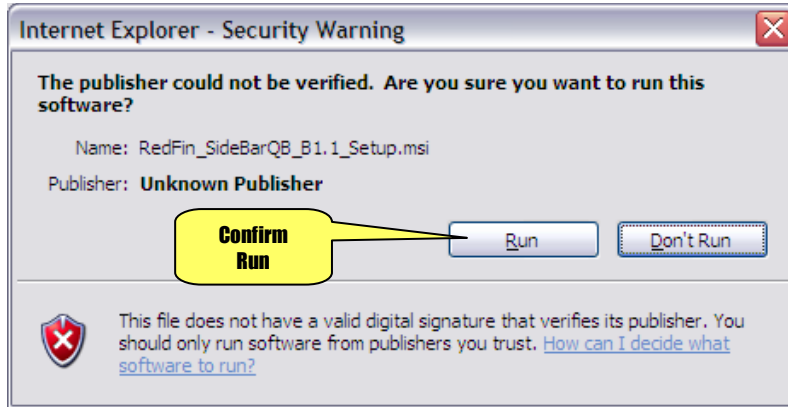 Internet Explorer - Security Warning
The publisher could not be verified. Are you sure you want to run this
software?
Name: RedFin_SideBarQB_B1.1_Setup.msi
Publisher: Unknown Publisher
Confirm
Run
Run
Don't Run
This file does not have a valid digital signature that verifies its publisher. You
should only run software from publishers you trust. How can I decide what
software to run?